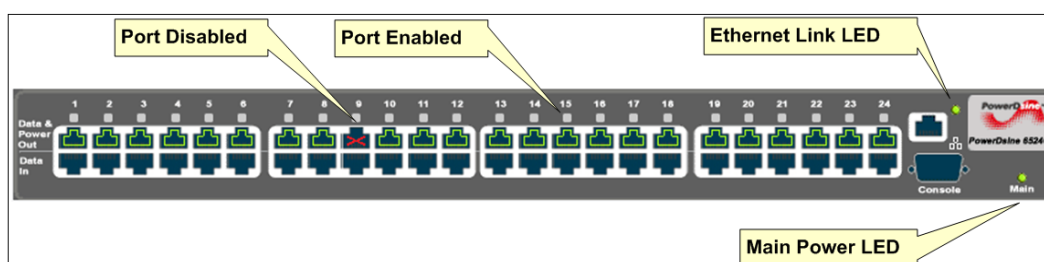 Port Disabled
Port Enabled
Ethernet Link LED
1 2 3 4 5 6 7 8 9 10 11 12 13 14 15 16 17 18 19 20 21 22 23 24
Data &
Power
Out
Data
In
PowerDsine
PowerDsine 6524
Console
Main
Main Power LED